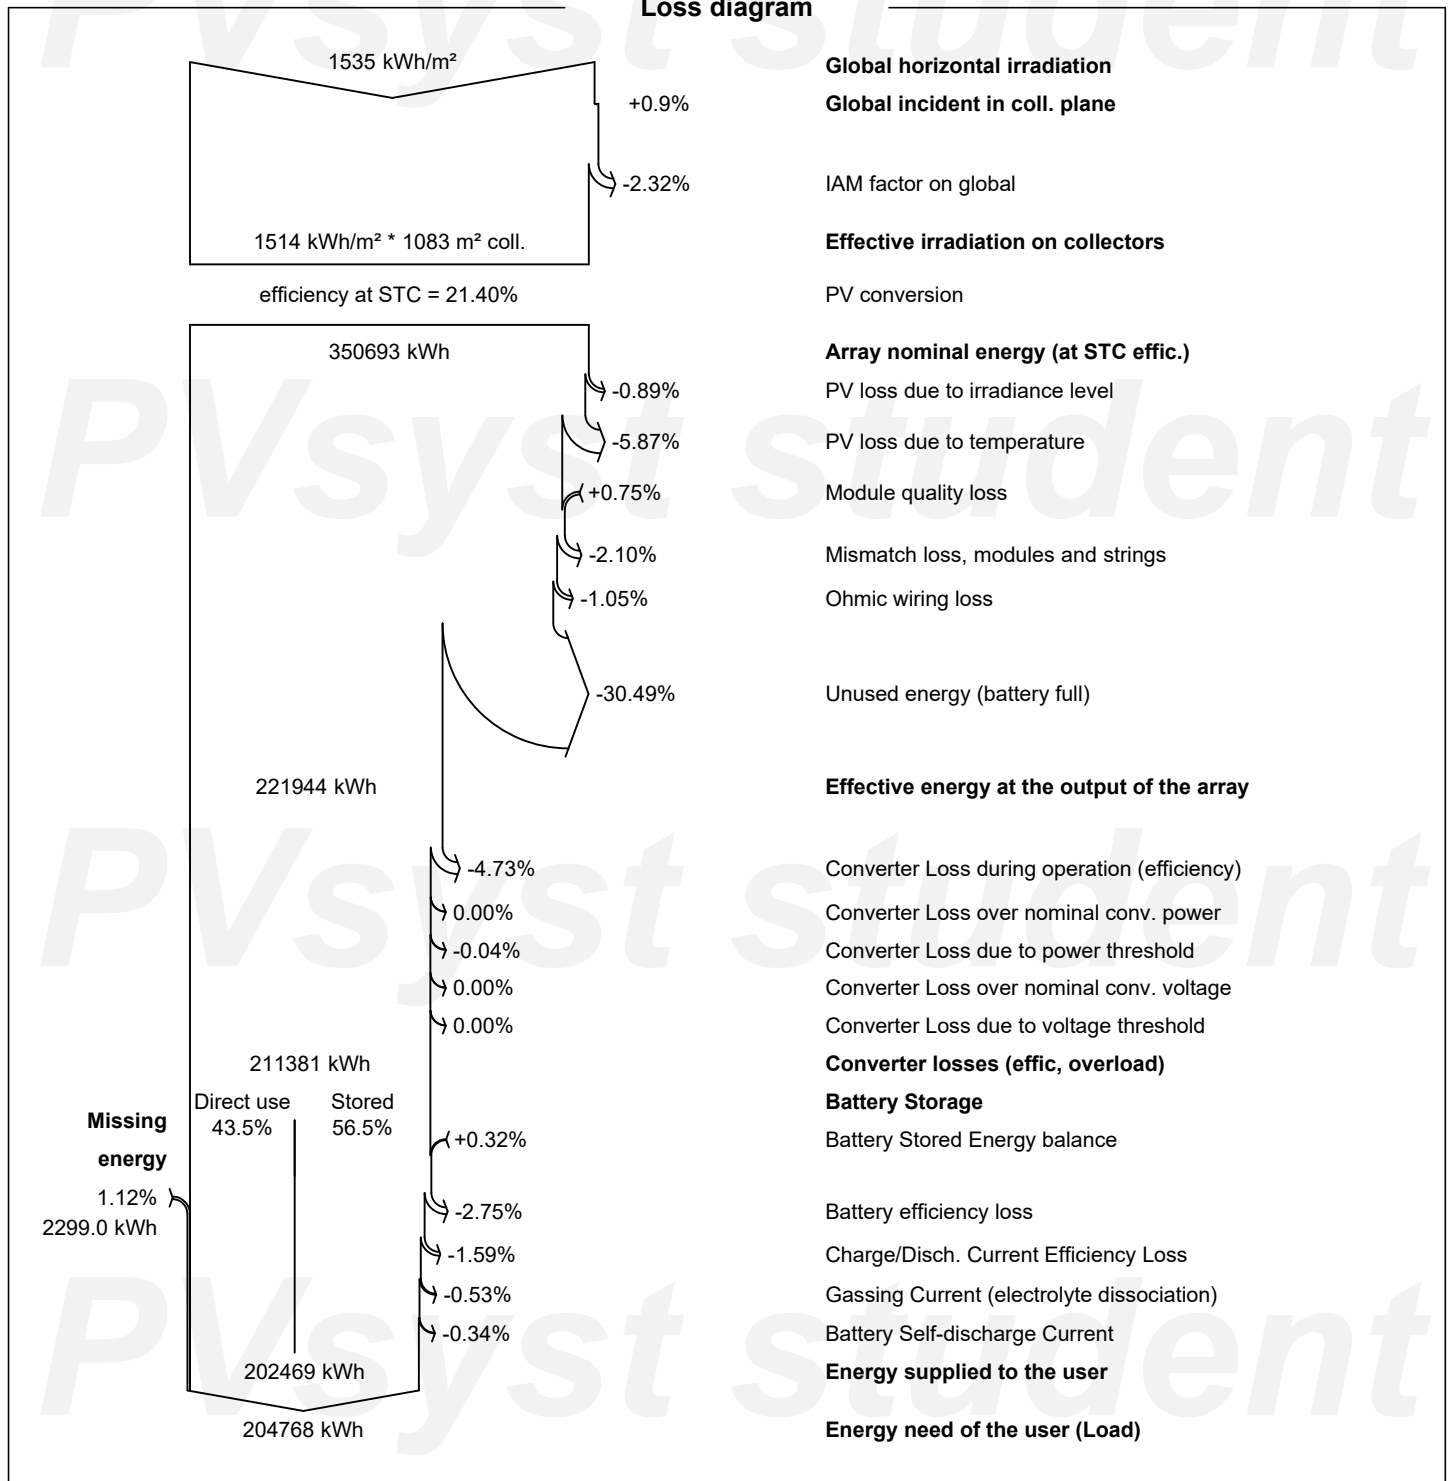 Loss diagram
1535 kWh/m²
Global horizontal irradiation
+0.9%
Global incident in coll. plane
-2.32%
IAM factor on global
1514 kWh/m² * 1083 m² coll.
Effective irradiation on collectors
efficiency at STC = 21.40%
PV conversion
350693 kWh
Array nominal energy (at STC effic.)
-0.89%
PV loss due to irradiance level
-5.87%
PV loss due to temperature
+0.75%
Module quality loss
-2.10%
Mismatch loss, modules and strings
-1.05%
Ohmic wiring loss
-30.49%
Unused energy (battery full)
221944 kWh
Effective energy at the output of the array
-4.73%
Converter Loss during operation (efficiency)
0.00%
Converter Loss over nominal conv. power
-0.04%
Converter Loss due to power threshold
0.00%
Converter Loss over nominal conv. voltage
0.00%
Converter Loss due to voltage threshold
211381 kWh
Converter losses (effic, overload)
Direct use
43.5%
Stored
56.5%
Battery Storage
Missing
energy
1.12%
2299.0 kWh
+0.32%
Battery Stored Energy balance
-2.75%
Battery efficiency loss
-1.59%
Charge/Disch. Current Efficiency Loss
-0.53%
Gassing Current (electrolyte dissociation)
-0.34%
Battery Self-discharge Current
202469 kWh
Energy supplied to the user
204768 kWh
Energy need of the user (Load)
PVsyst student
PVsyst student
PVsyst student
PVsyst student